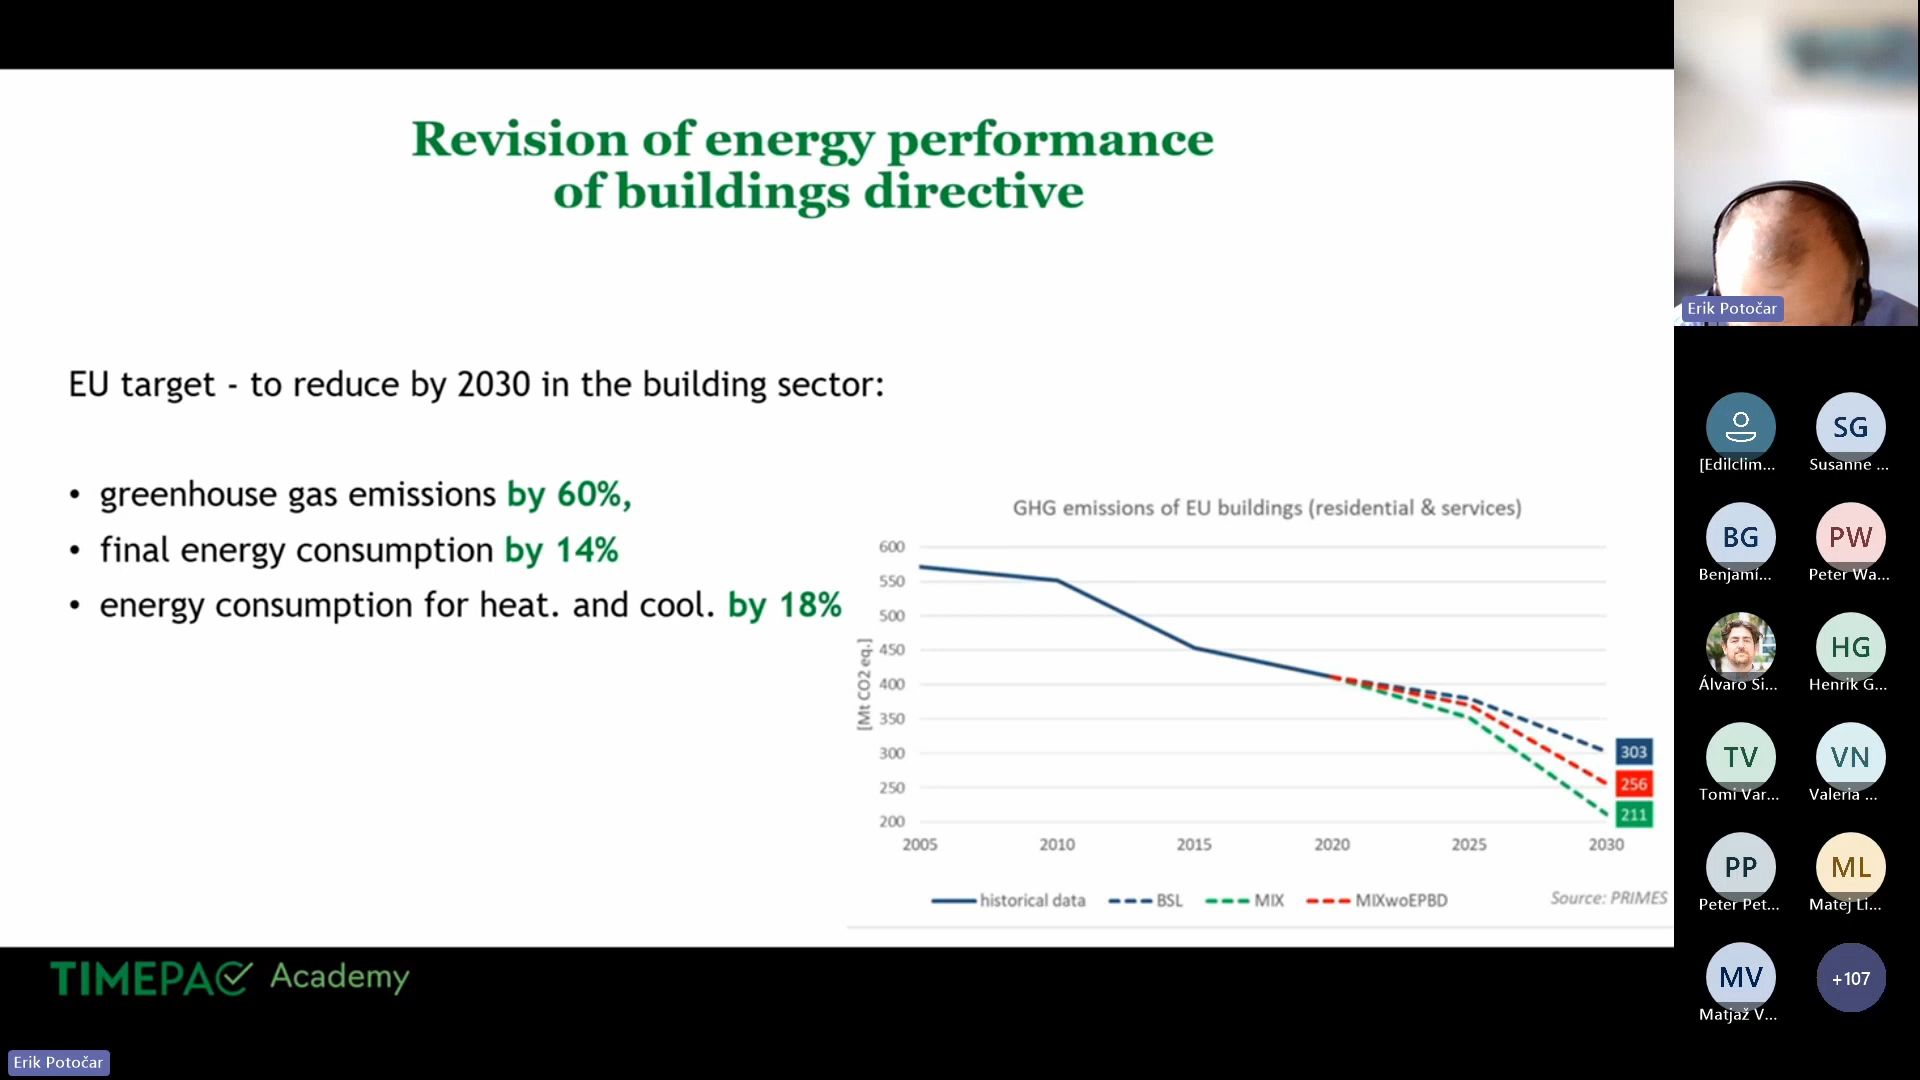 Revision of energy performance
of buildings directive
EU target - to reduce by 2030 in the building sector:
• greenhouse gas emissions by 60%,
• final energy consumption by 14%
• energy consumption for heat. and cool. by 18%
GHG emissions of EU buildings (residential & services)
[Mt CO2 eq.]
600
550
500
450
400
350
300
250
200
2005 2010 2015 2020 2025 2030
303
256
211
historical data BSL MIX MIXwoEPBD
Source: PRIMES
TIMEPAC Academy
Erik Potočar
Erik Potočar
[Edilclim...
SG
Susanne ...
BG
Benjamí...
PW
Peter Wa...
Álvaro Si...
HG
Henrik G...
TV
Tomi Var...
VN
Valeria ...
PP
Peter Pet...
ML
Matej Li...
MV
Matjaž V...
+107